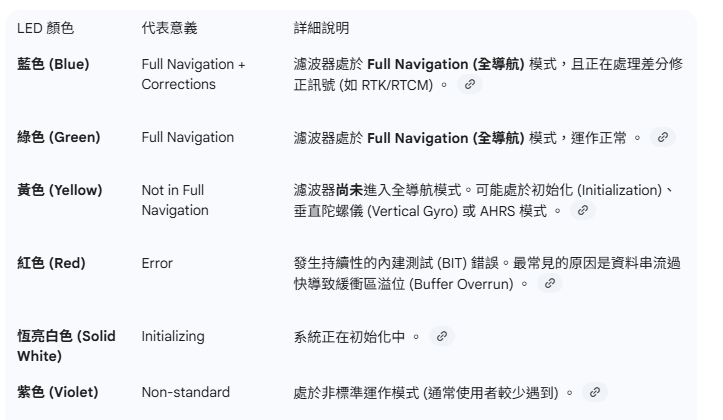 LED 顏色 代表意義 詳細說明
藍色 (Blue) Full Navigation + 濾波器處於 Full Navigation (全導航) 模式，且正在處理差分修
Corrections 正訊號 (如 RTK/RTCM) 。
綠色 (Green) Full Navigation 濾波器處於 Full Navigation (全導航) 模式，運作正常 。
黃色 (Yellow) Not in Full 濾波器尚未進入全導航模式。可能處於初始化 (Initialization)、
Navigation 垂直陀螺儀 (Vertical Gyro) 或 AHRS 模式 。
紅色 (Red) Error 發生持續性的內建測試 (BIT) 錯誤。最常見的原因是資料串流過
快導致緩衝區溢位 (Buffer Overrun) 。
恆亮白色 (Solid Initializing 系統正在初始化中 。
White)
紫色 (Violet) Non-standard 處於非標準運作模式 (通常使用者較少遇到) 。